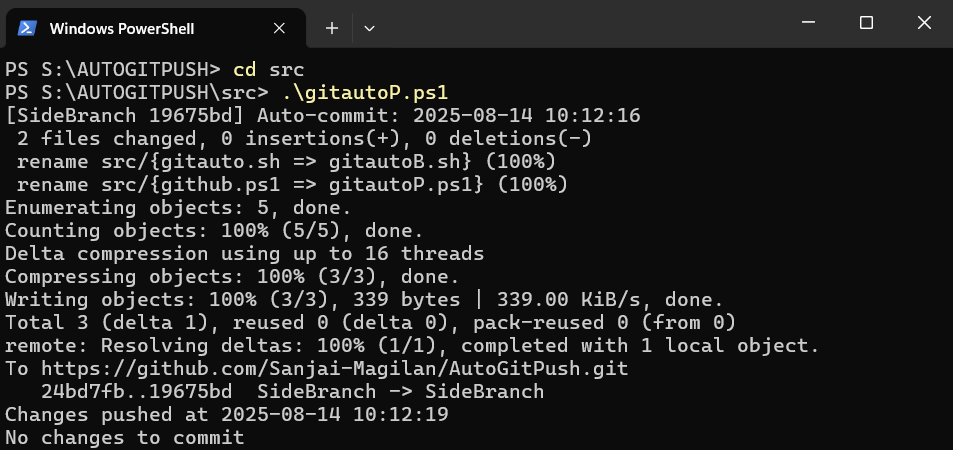 Windows PowerShell
PS S:\AUTOGITPUSH> cd src
PS S:\AUTOGITPUSH\src> .\gitautoP.ps1
[SideBranch 19675bd] Auto-commit: 2025-08-14 10:12:16
 2 files changed, 0 insertions(+), 0 deletions(-)
 rename src/{gitauto.sh => gitautoB.sh} (100%)
 rename src/{github.ps1 => gitautoP.ps1} (100%)
Enumerating objects: 5, done.
Counting objects: 100% (5/5), done.
Delta compression using up to 16 threads
Compressing objects: 100% (3/3), done.
Writing objects: 100% (3/3), 339 bytes | 339.00 KiB/s, done.
Total 3 (delta 1), reused 0 (delta 0), pack-reused 0 (from 0)
remote: Resolving deltas: 100% (1/1), completed with 1 local object.
To https://github.com/Sanjai-Magilan/AutoGitPush.git
   24bd7fb..19675bd  SideBranch -> SideBranch
Changes pushed at 2025-08-14 10:12:19
No changes to commit